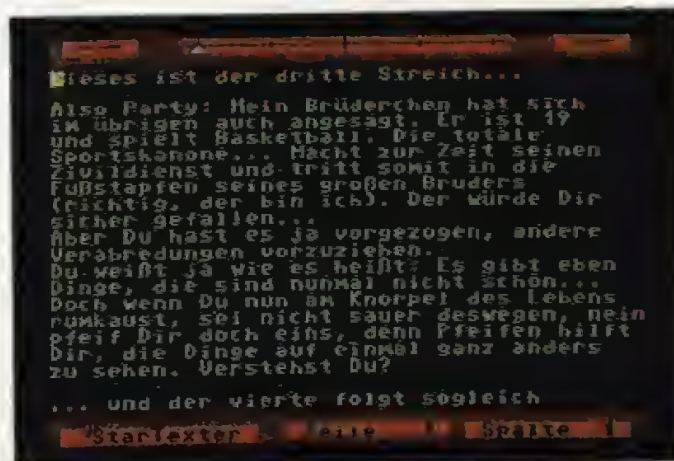 Dieses ist der dritte Streich...
Also Party: Mein Brüderchen hat sich
im übrigen auch angesagt. Er ist 19
und spielt Basketball. Die totale
Sportskanone... Macht zur Zeit seinen
Zivildienst und tritt somit in die
Fußstapfen seines großen Bruders
(richtig, der bin ich). Der würde Dir
sicher gefallen...
Aber Du hast es ja vorgezogen, andere
Verabredungen vorzuziehen.
Du weißt ja wie es heißt: Es gibt eben
Dinge, die sind nunmal nicht schön...
Doch wenn Du nun am Knorpel des Lebens
rumkaust, sei nicht sauer deswegen, nein
pfeif Dir doch eins, denn Pfeifen hilft
Dir, die Dinge auf einmal ganz anders
zu sehen. Verstehst Du?
... und der vierte folgt sogleich
Startexter Zeile 1 Spalte 1